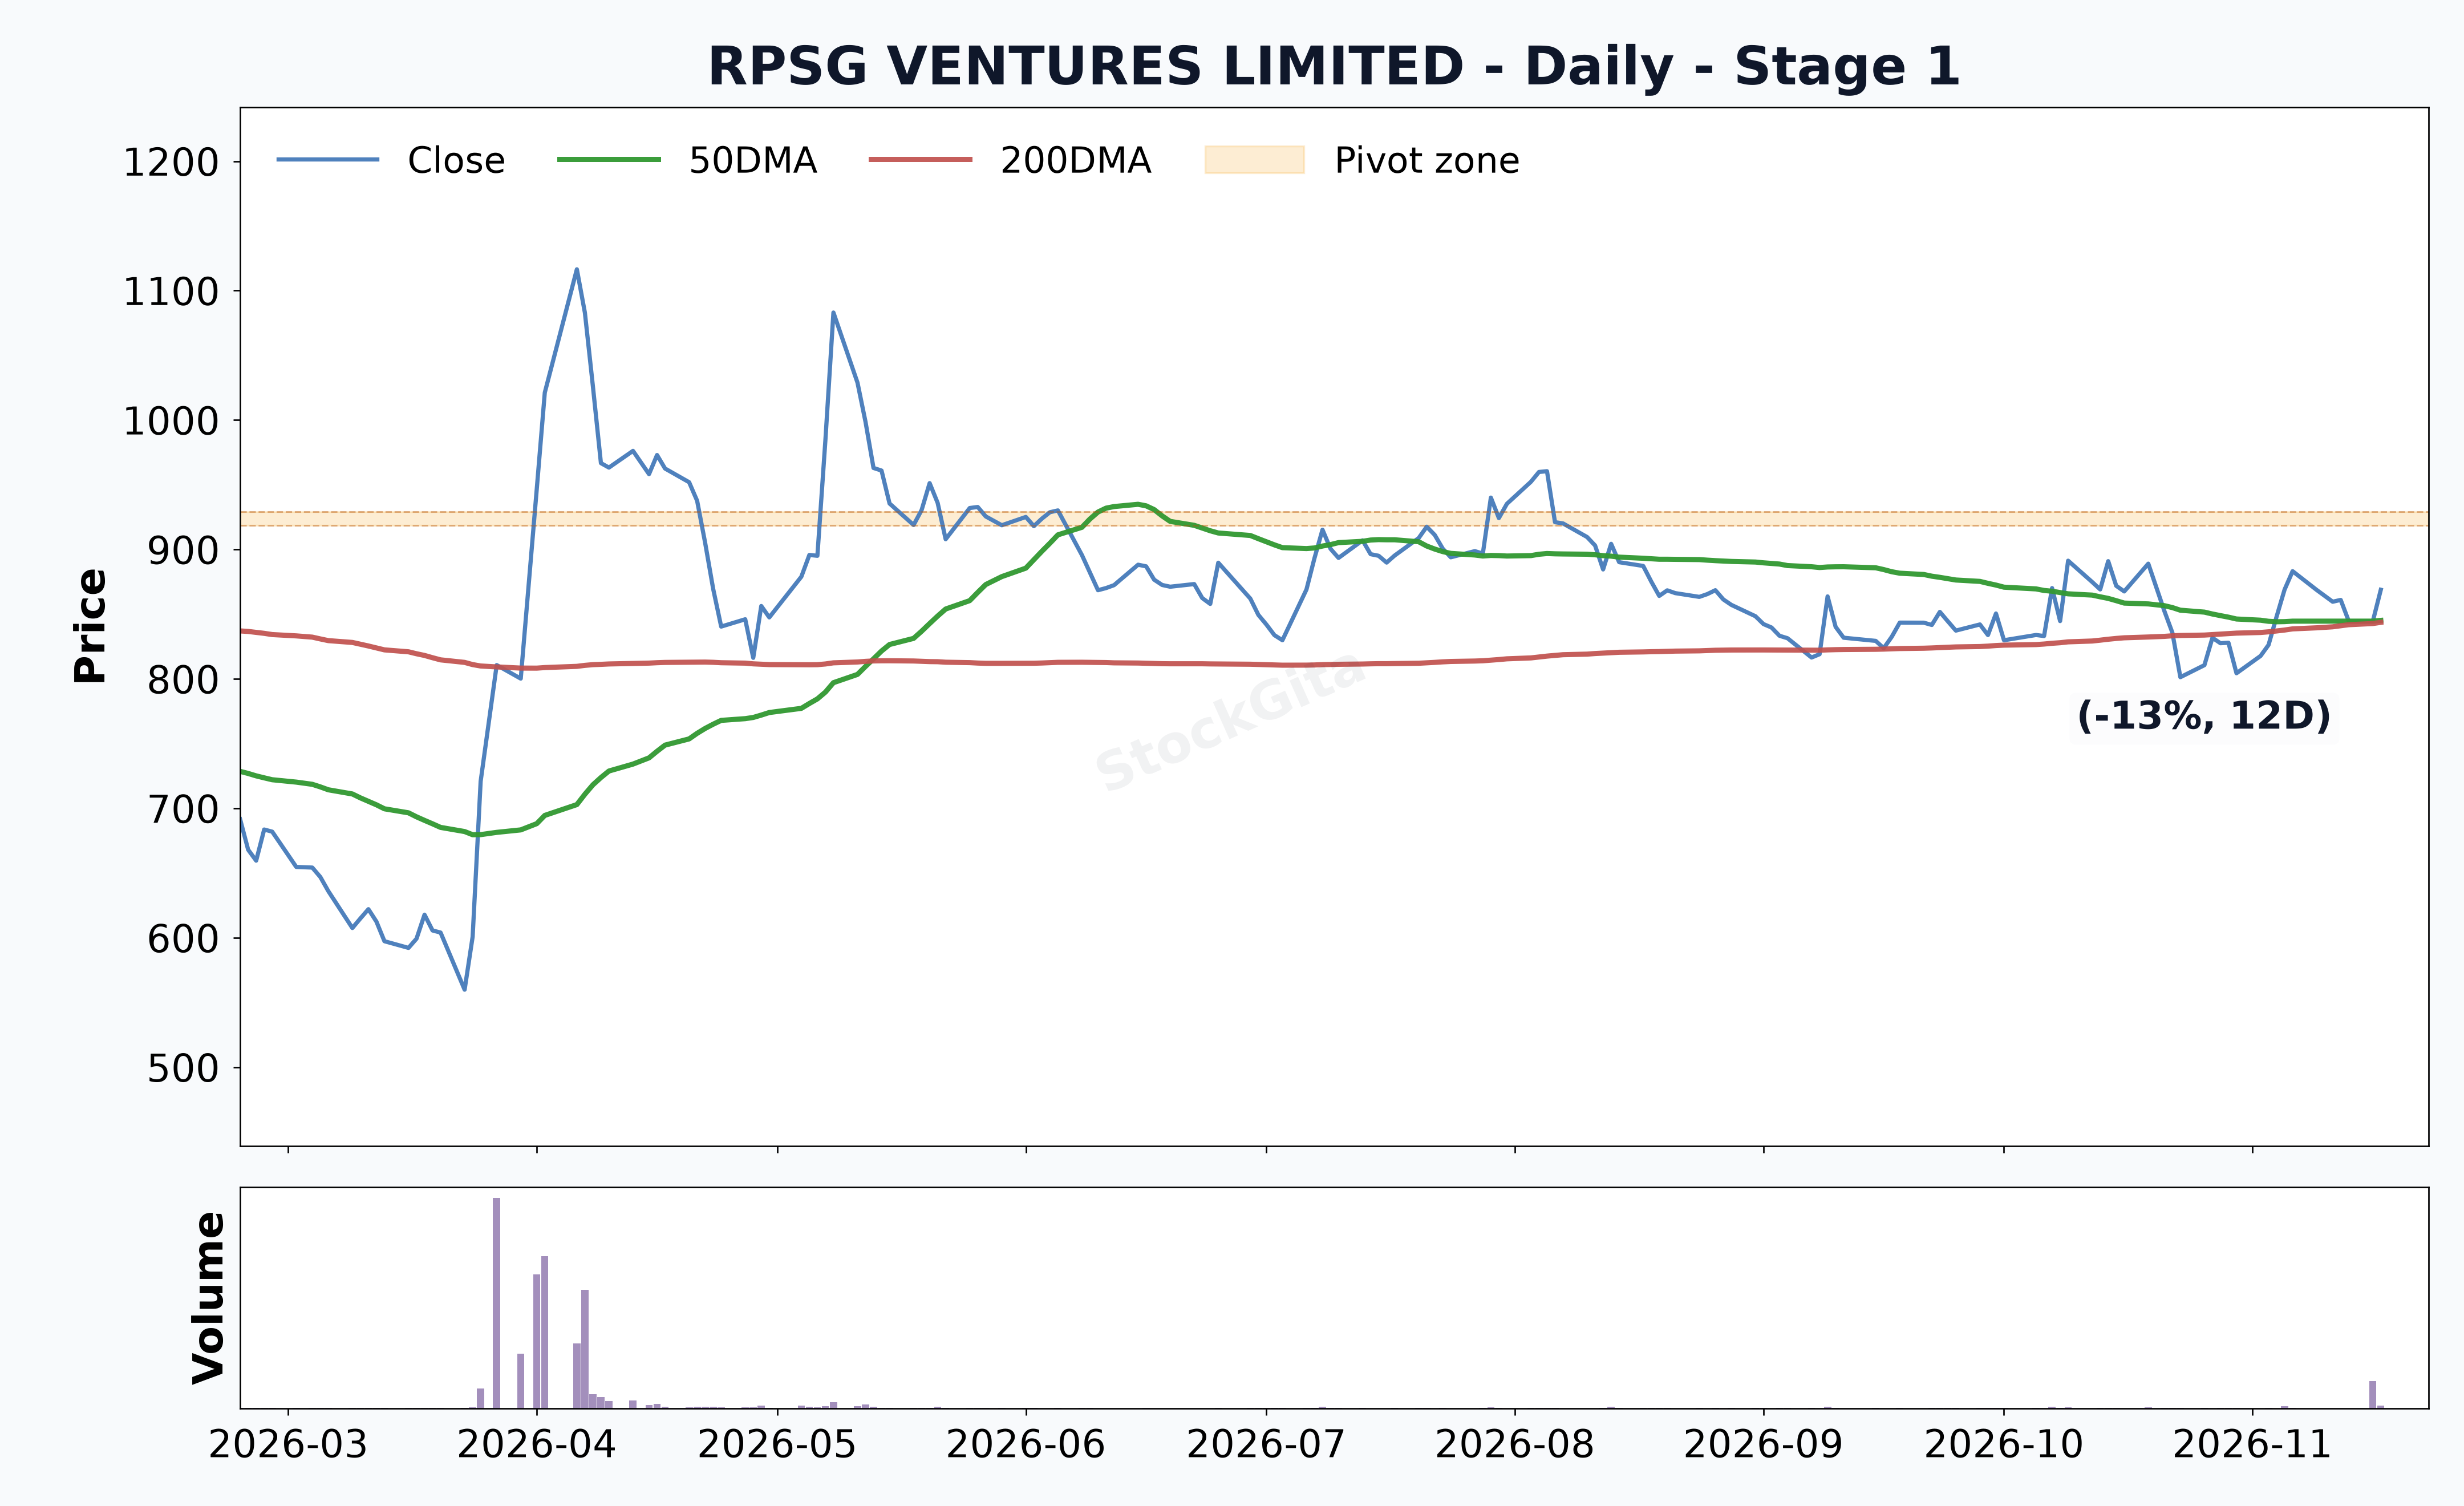 RPSG VENTURES LIMITED - Daily - Stage 1
Close 50DMA 200DMA Pivot zone
1200
1100
1000
900
800
700
600
500
Price
StockGita
(-13%, 12D)
Volume
2026-03 2026-04 2026-05 2026-06 2026-07 2026-08 2026-09 2026-10 2026-11